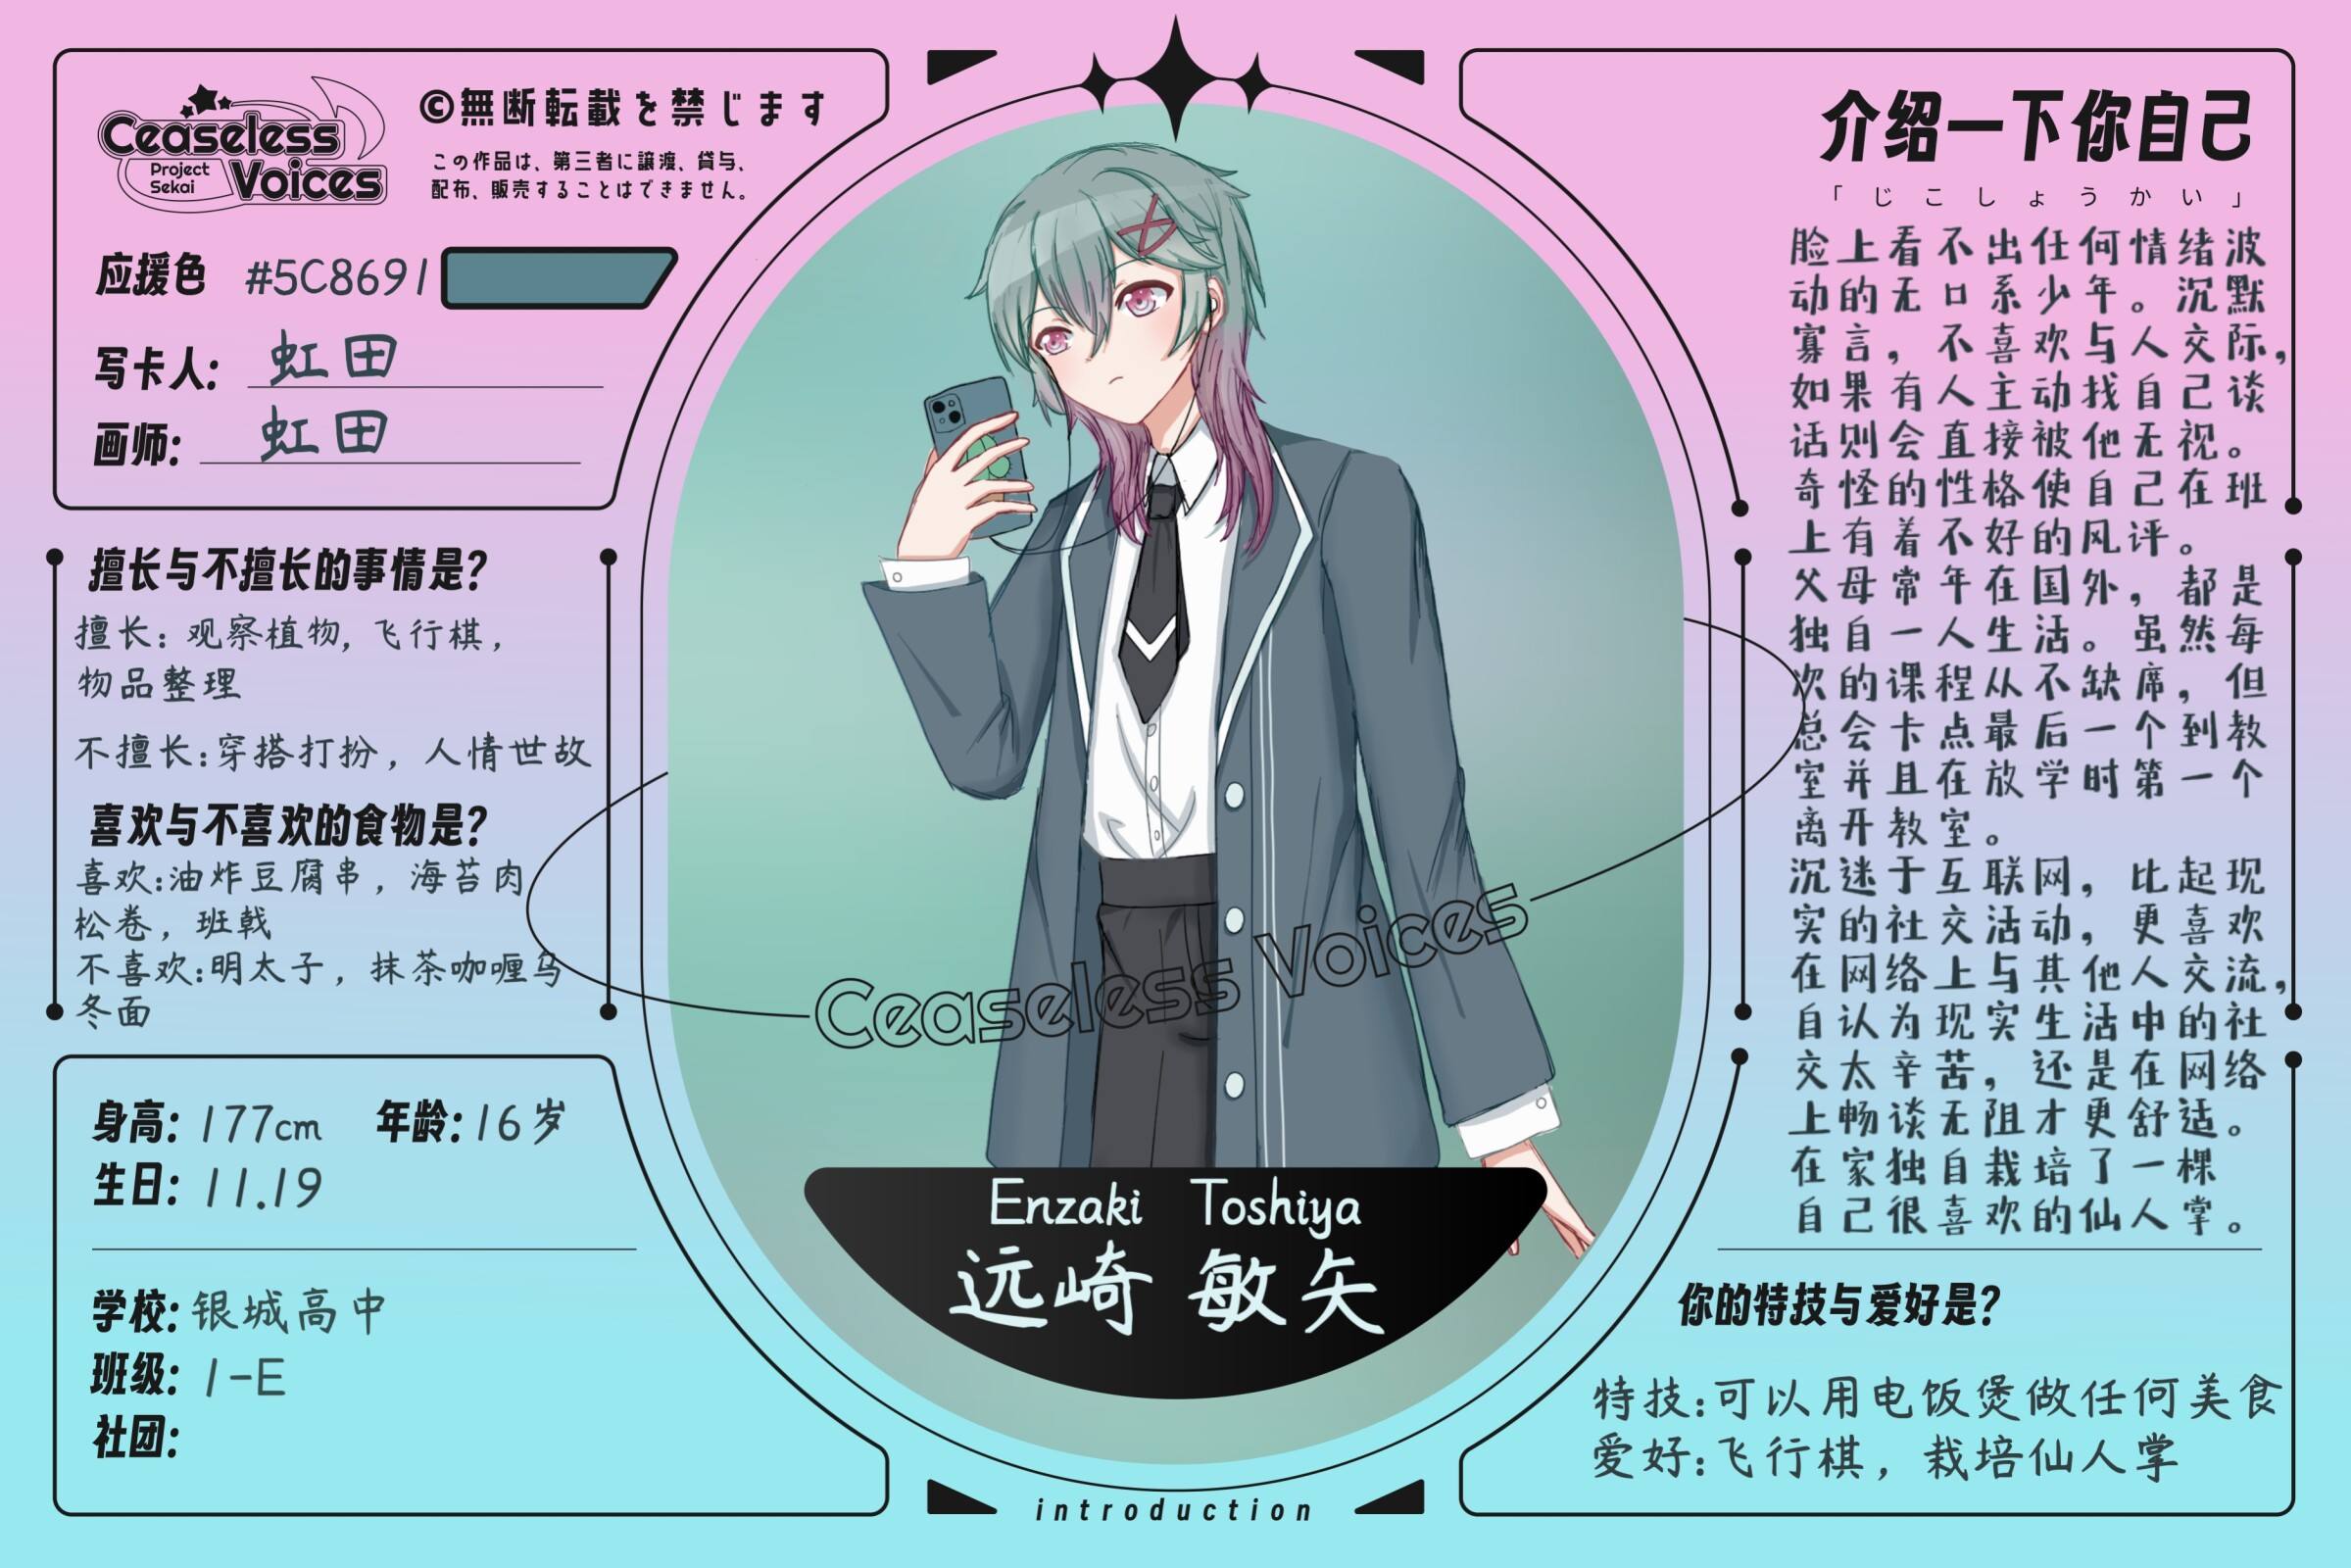 Ceaseless
Project
Sekai
Voices
©無断転載を禁じます
この作品は、第三者に譲渡、貸与、
配布、販売することはできません。
应援色 #5C8691
写卡人: 虹田
画师: 虹田
擅长与不擅长的事情是?
擅长: 观察植物, 飞行棋,
物品整理
不擅长:穿搭打扮, 人情世故
喜欢与不喜欢的食物是?
喜欢:油炸豆腐串, 海苔肉
松卷, 班戟
不喜欢:明太子, 抹茶咖喱乌
冬面
身高: 177cm 年龄:16岁
生日: 11.19
学校: 银城高中
班级: 1-E
社团:
Ceaseless Voices
Enzaki Toshiya
远崎 敏矢
introduction
介绍一下你自己
「じこしょうかい」
脸上看不出任何情绪波
动的无口系少年。沉默
寡言, 不喜欢与人交际,
如果有人主动找自己谈
话则会直接被他无视。
奇怪的性格使自己在班
上有着不好的风评。
父母常年在国外, 都是
独自一人生活。虽然每
次的课程从不缺席, 但
总会卡点最后一个到教
室并且在放学时第一个
离开教室。
沉迷于互联网, 比起现
实的社交活动, 更喜欢
在网络上与其他人交流,
自认为现实生活中的社
交太辛苦, 还是在网络
上畅谈无阻才更舒适。
在家独自栽培了一棵
自己很喜欢的仙人掌。
你的特技与爱好是?
特技:可以用电饭煲做任何美食
爱好:飞行棋, 栽培仙人掌